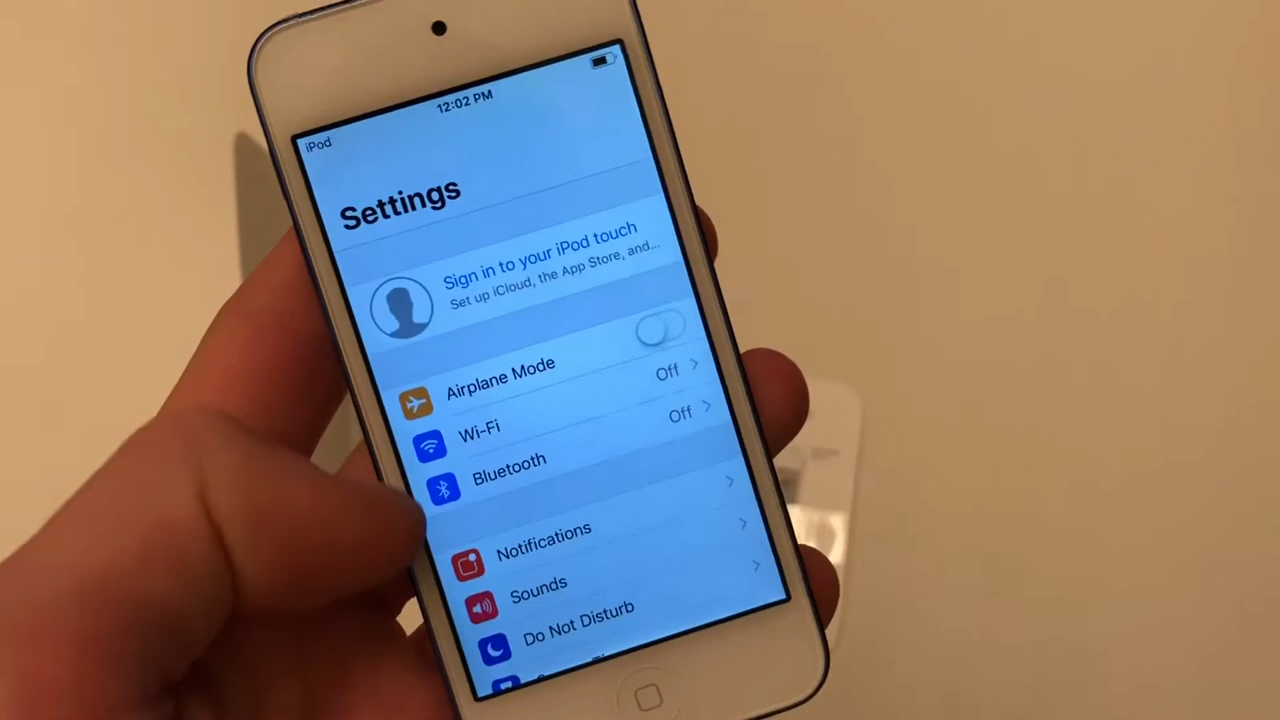 12:02 PM
iPod
Settings
Sign in to your iPod touch
Set up iCloud, the App Store, and...
Airplane Mode
Wi-Fi Off
Bluetooth Off
Notifications
Sounds
Do Not Disturb